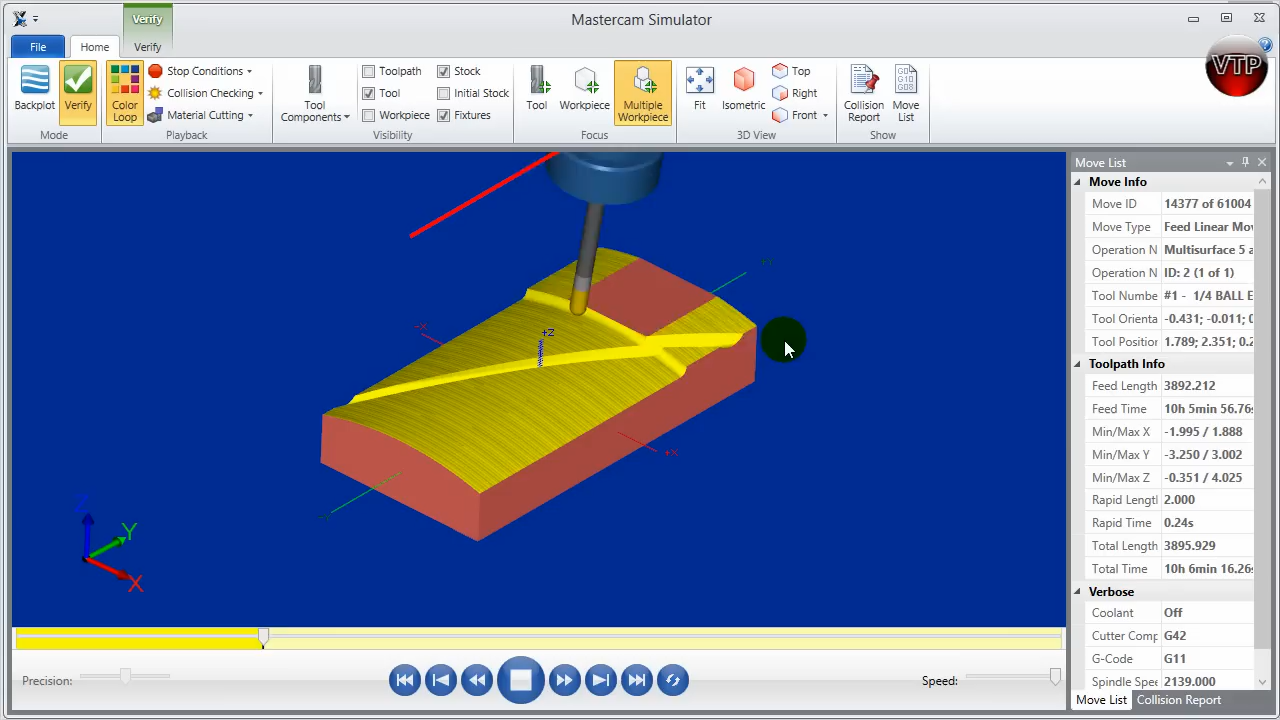 Verify
Mastercam Simulator
File
Home
Verify
VTP
Backplot
Verify
Color Loop
Stop Conditions
Collision Checking
Material Cutting
Tool Components
Toolpath
Tool
Workpiece
Stock
Initial Stock
Fixtures
Tool
Workpiece
Multiple Workpiece
Fit
Isometric
Top
Right
Front
Collision Report
Move List
Mode
Playback
Visibility
Focus
3D View
Show
G01
G10
G08
-X
+Z
+X
Z
Y
X
Move List
Move Info
Move ID 14377 of 61004
Move Type Feed Linear Mov
Operation N Multisurface 5 a
Operation N ID: 2 (1 of 1)
Tool Numbe #1 - 1/4 BALL E
Tool Orienta -0.431; -0.011; 0
Tool Position 1.789; 2.351; 0.2
Toolpath Info
Feed Length 3892.212
Feed Time 10h 5min 56.76s
Min/Max X -1.995 / 1.888
Min/Max Y -3.250 / 3.002
Min/Max Z -0.351 / 4.025
Rapid Length 2.000
Rapid Time 0.24s
Total Length 3895.929
Total Time 10h 6min 16.26s
Verbose
Coolant Off
Cutter Comp G42
G-Code G11
Spindle Spee 2139.000
Move List
Collision Report
Precision:
Speed: